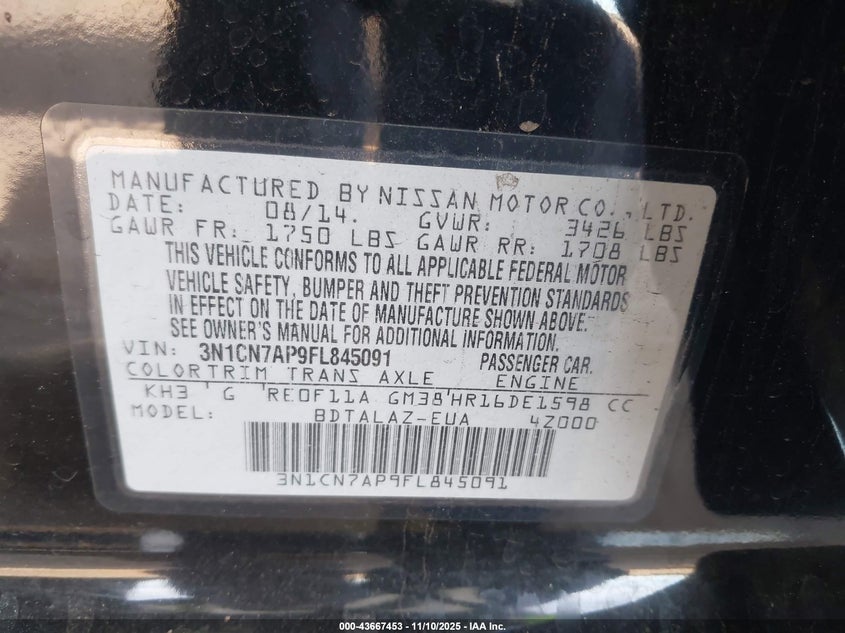 MANUFACTURED BY NISSAN MOTOR CO., LTD.
DATE: 08/14. GVWR: 3426 LBS
GAWR FR: 1750 LBS GAWR RR: 1708 LBS
THIS VEHICLE CONFORMS TO ALL APPLICABLE FEDERAL MOTOR
VEHICLE SAFETY, BUMPER AND THEFT PREVENTION STANDARDS
IN EFFECT ON THE DATE OF MANUFACTURE SHOWN ABOVE.
SEE OWNER'S MANUAL FOR ADDITIONAL INFORMATION.
VIN: 3N1CN7AP9FL845091 PASSENGER CAR.
COLOR TRIM TRANS AXLE ENGINE
KH3 ' G 'RE0F11A GM38'HR16DE1598 CC
MODEL: BDTALAZ-EUA 4Z000
3N1CN7AP9FL845091
000-43667453 - 11/10/2025 - IAA Inc.